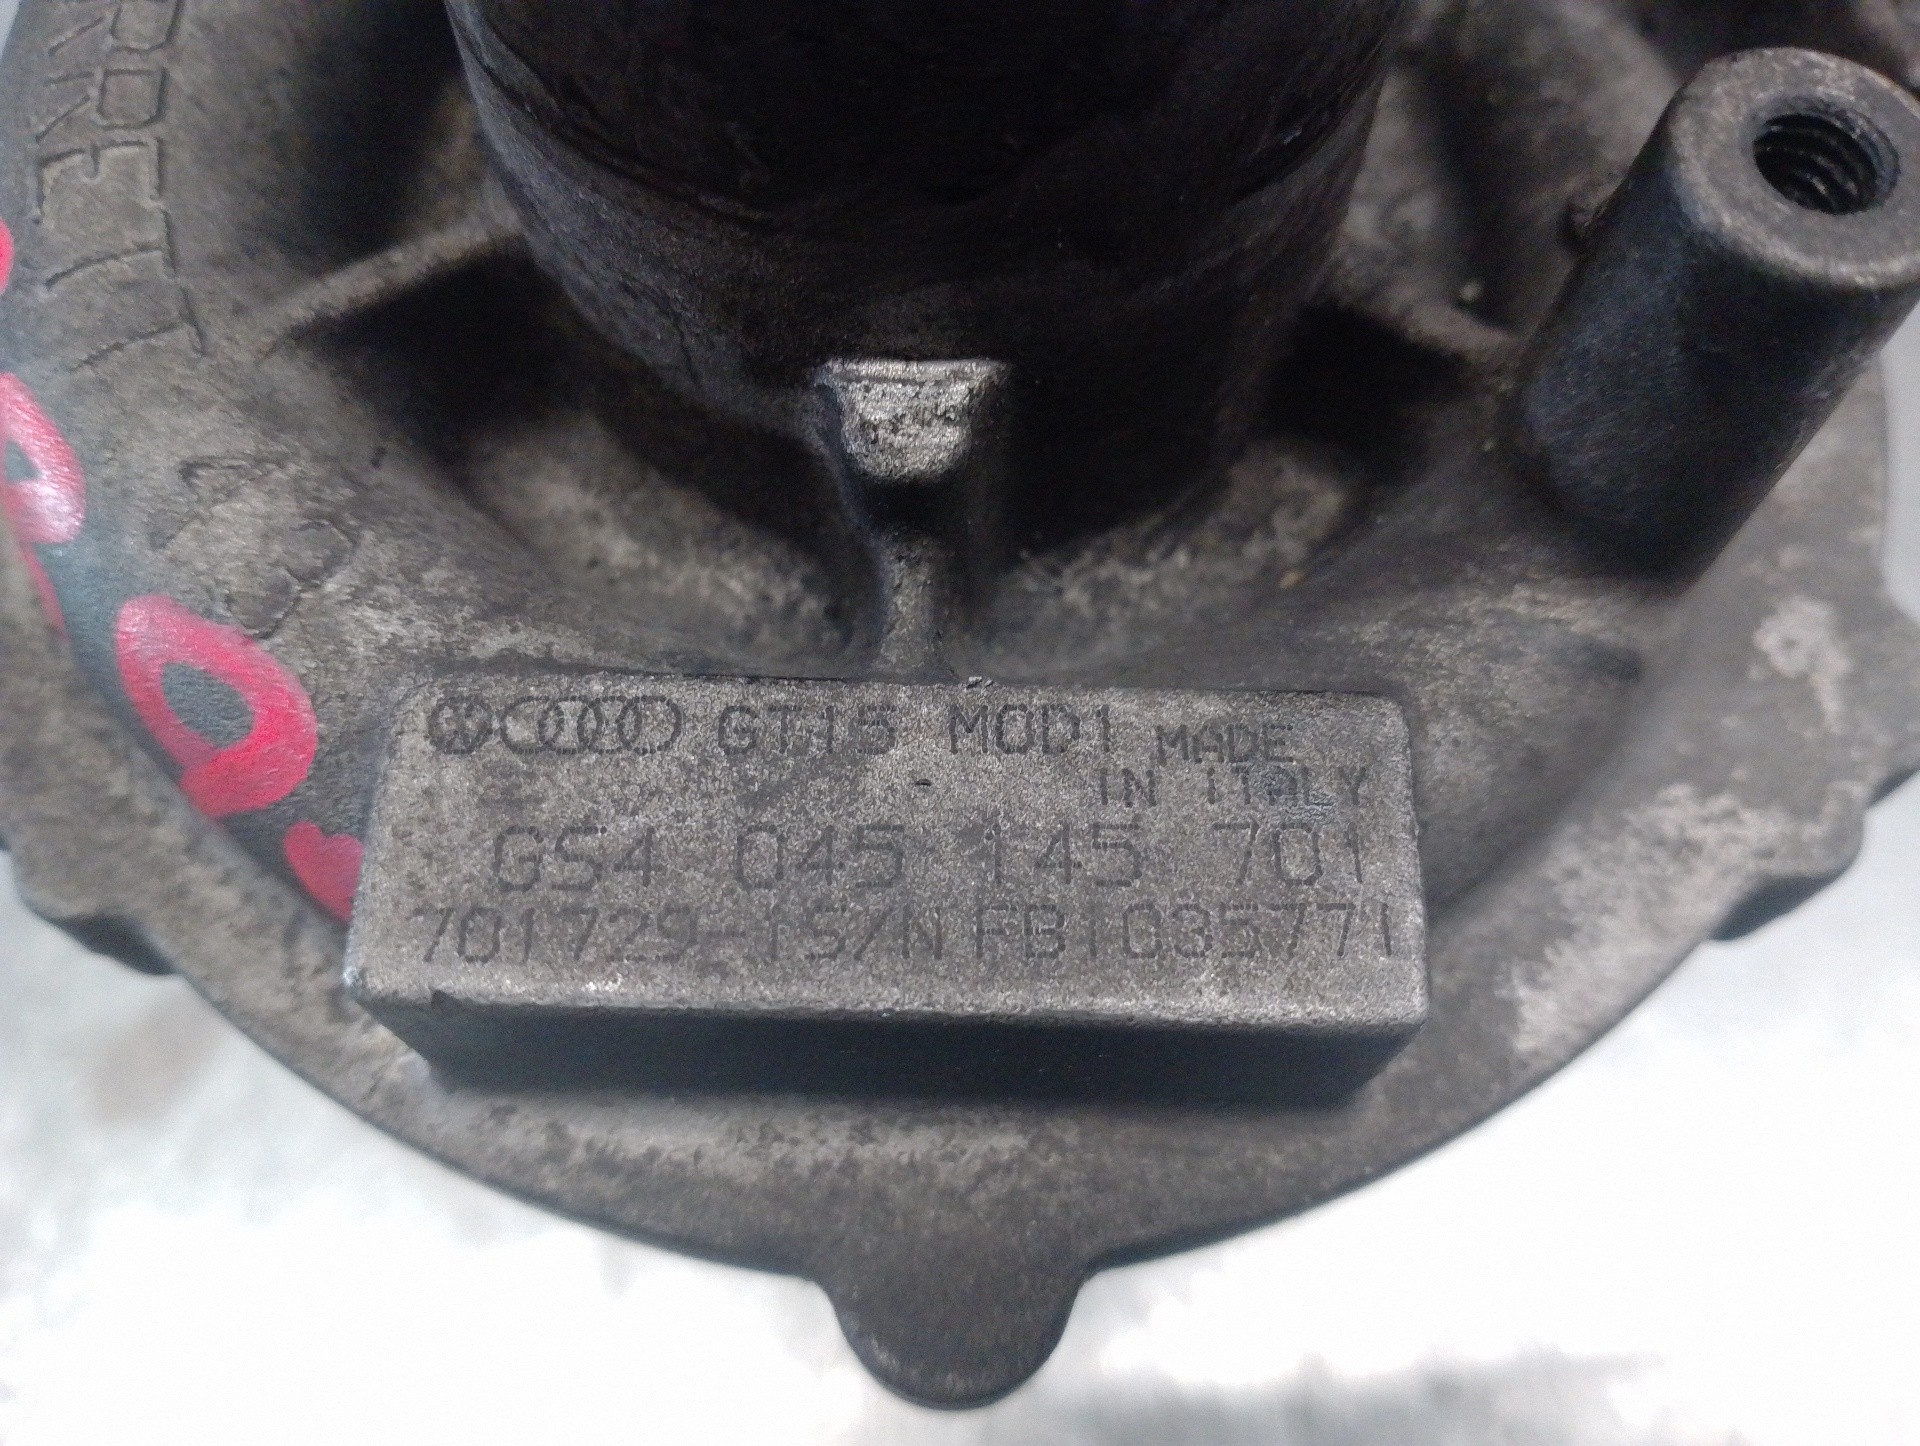 GT15 MOD1 MADE
IN ITALY
GS4 045 145 701
701729-1S/N FB1035771